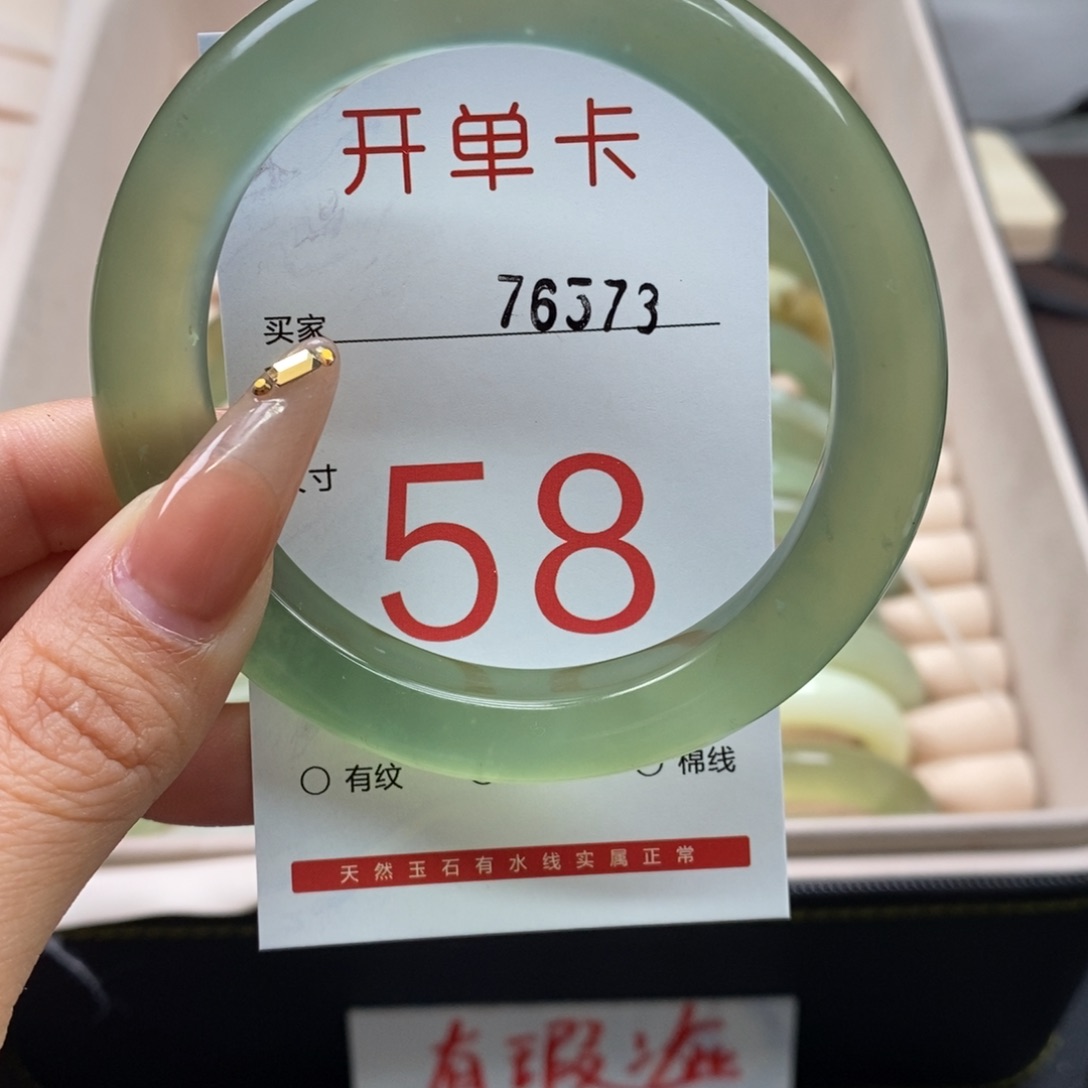 开单卡
买家 76573
寸 58
○ 有纹 ○ 棉线
天然玉石有水线实属正常
有瑕疵